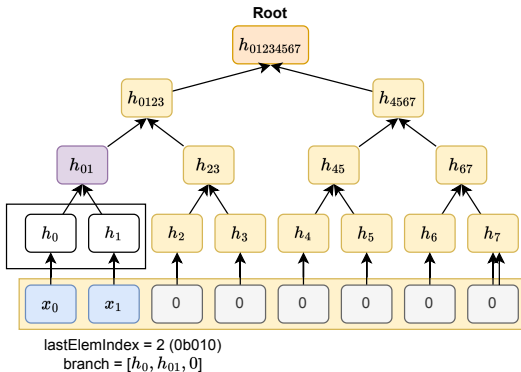 Root
h₀₁₂₃₄₅₆₇
h₀₁₂₃ h₄₅₆₇
h₀₁ h₂₃ h₄₅ h₆₇
h₀ h₁ h₂ h₃ h₄ h₅ h₆ h₇
x₀ x₁ 0 0 0 0 0 0
lastElemIndex = 2 (0b010)
branch = [h₀, h₀₁, 0]